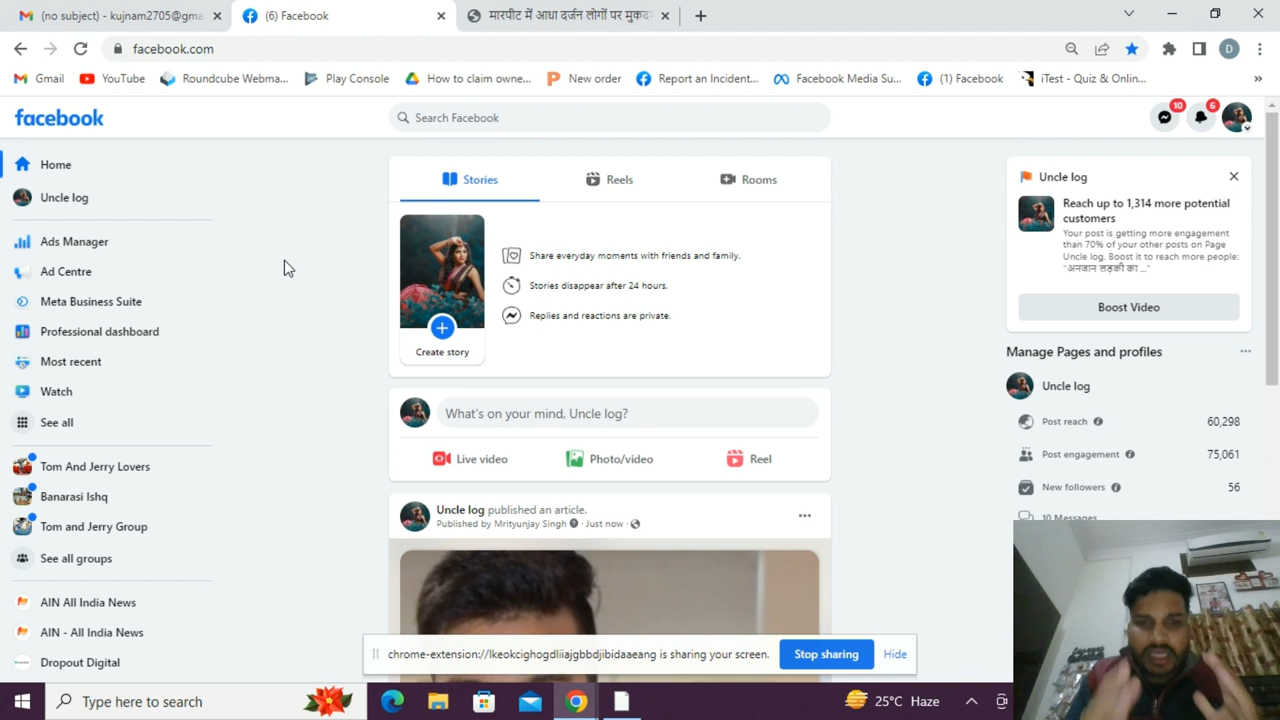 (no subject) - kujnam2705@gma
(6) Facebook
मारपीट में आधा दर्जन लोगों पर मुकद
facebook.com
Gmail
YouTube
Roundcube Webma...
Play Console
How to claim owne...
New order
Report an Incident...
Facebook Media Su...
(1) Facebook
iTest - Quiz & Onlin...
D
facebook
Search Facebook
10
6
Home
Uncle log
Ads Manager
Ad Centre
Meta Business Suite
Professional dashboard
Most recent
Watch
See all
Tom And Jerry Lovers
Banarasi Ishq
Tom and Jerry Group
See all groups
AIN All India News
AIN - All India News
Dropout Digital
Stories
Reels
Rooms
Share everyday moments with friends and family.
Stories disappear after 24 hours.
Replies and reactions are private.
Create story
What's on your mind, Uncle log?
Live video
Photo/video
Reel
Uncle log published an article.
Published by Mrityunjay Singh · Just now ·
Uncle log
Reach up to 1,314 more potential
customers
Your post is getting more engagement
than 70% of your other posts on Page
Uncle log. Boost it to reach more people:
"अनजान लड़की का ..."
Boost Video
Manage Pages and profiles
Uncle log
Post reach
60,298
Post engagement
75,061
New followers
56
10 Messages
chrome-extension://lkeokcighogdliiajgbbdjibidaaeang is sharing your screen.
Stop sharing
Hide
Type here to search
25°C Haze